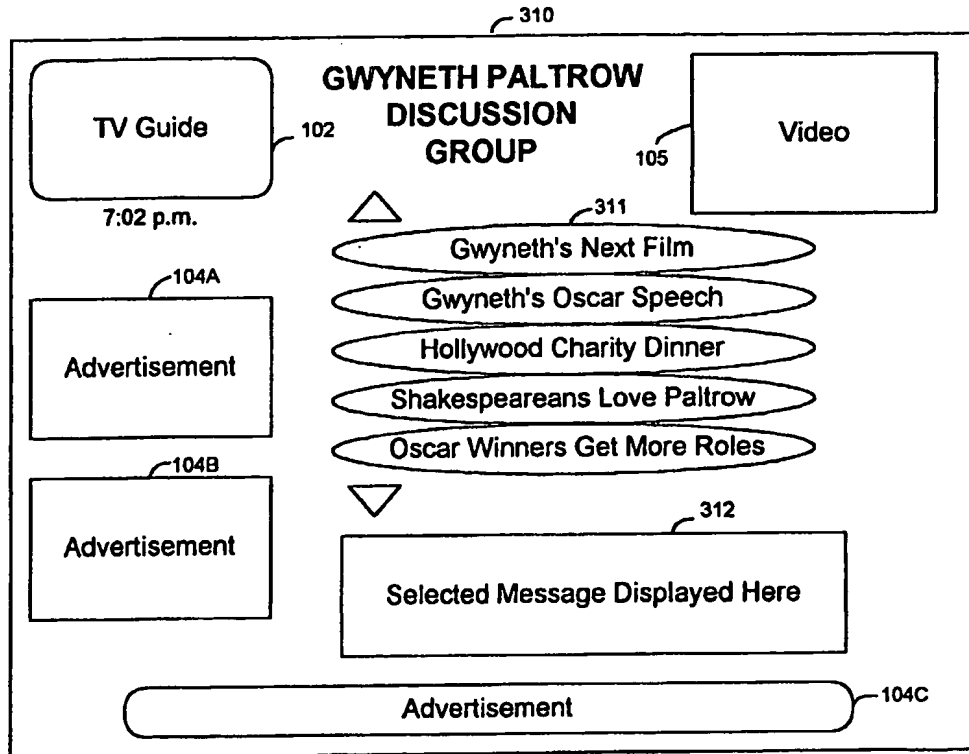 310
TV Guide
102
7:02 p.m.
GWYNETH PALTROW
DISCUSSION
GROUP
105
Video
311
Gwyneth's Next Film
Gwyneth's Oscar Speech
Hollywood Charity Dinner
Shakespeareans Love Paltrow
Oscar Winners Get More Roles
104A
Advertisement
104B
Advertisement
312
Selected Message Displayed Here
Advertisement
104C